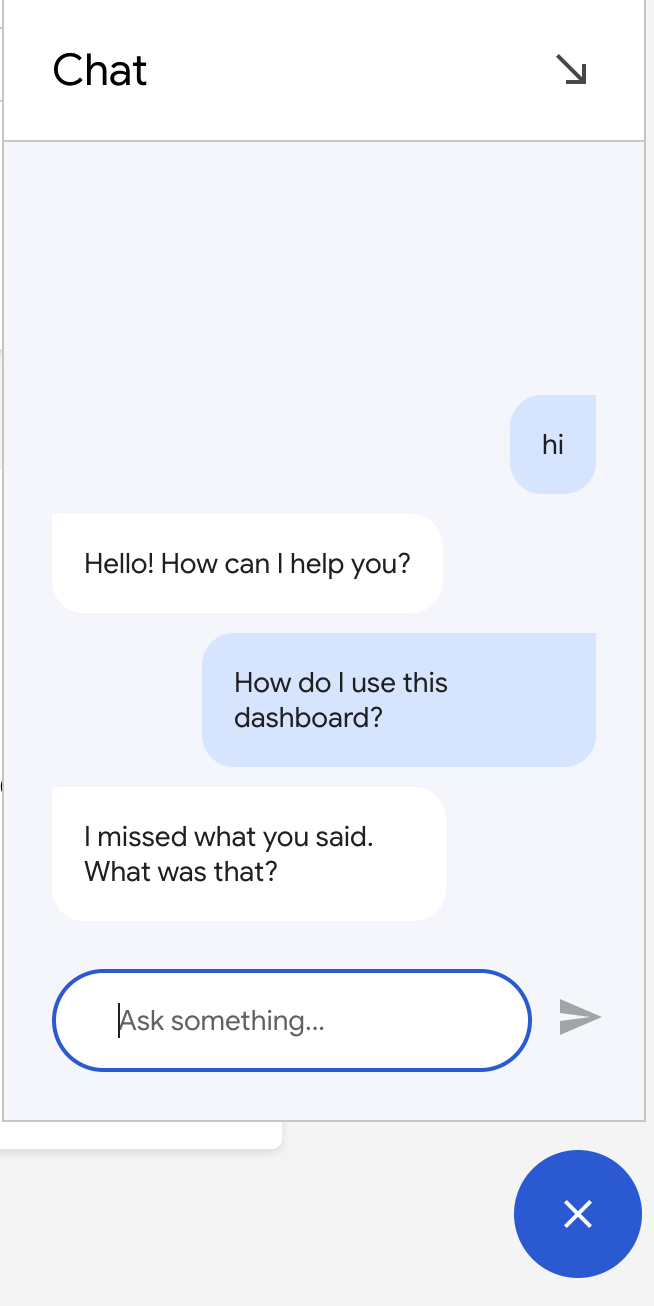 Chat
hi
Hello! How can I help you?
How do I use this
dashboard?
I missed what you said.
What was that?
Ask something...